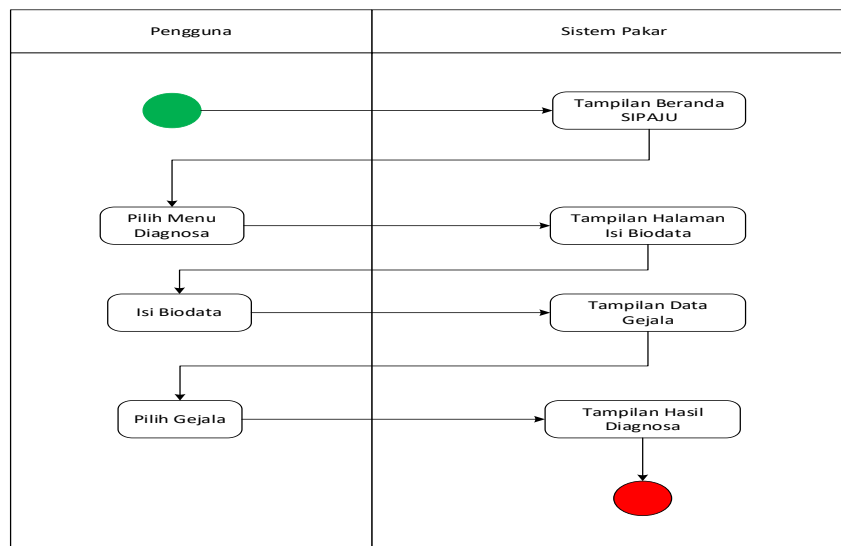 Pengguna
Sistem Pakar
Tampilan Beranda
SIPAJU
Pilih Menu
Diagnosa
Tampilan Halaman
Isi Biodata
Isi Biodata
Tampilan Data
Gejala
Pilih Gejala
Tampilan Hasil
Diagnosa